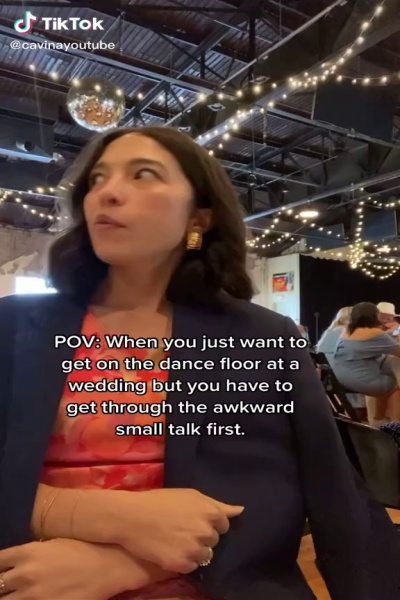 TikTok
@cavinayoutube
POV: When you just want to
get on the dance floor at a
wedding but you have to
get through the awkward
small talk first.